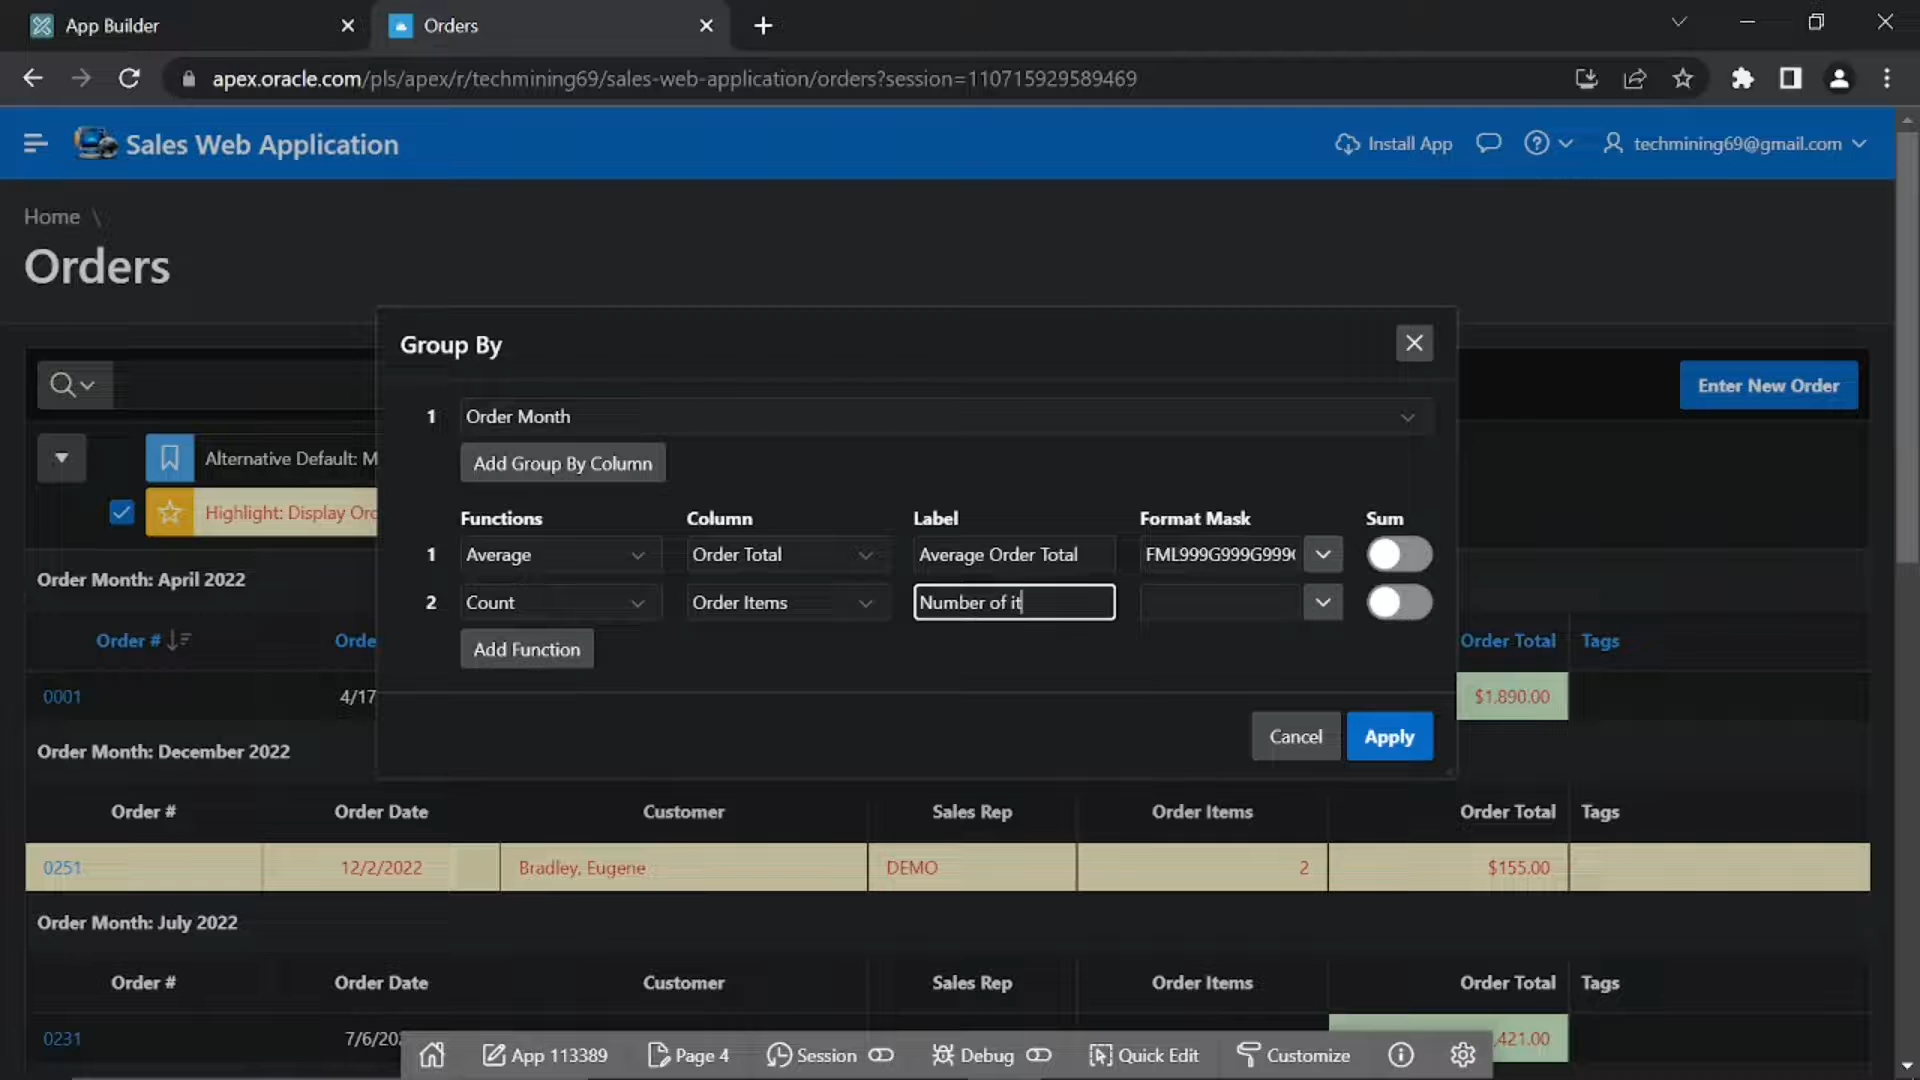 App Builder
Orders
apex.oracle.com/pls/apex/r/techmining69/sales-web-application/orders?session=110715929589469
Sales Web Application
Install App
techmining69@gmail.com
Home \
Orders
Group By
Enter New Order
1 Order Month
Add Group By Column
Alternative Default: M
Highlight: Display Ord
Functions Column Label Format Mask Sum
1 Average Order Total Average Order Total FML999G999G999
2 Count Order Items Number of it
Add Function
Cancel Apply
Order Month: April 2022
Order # Orde Order Total Tags
0001 4/17 $1,890.00
Order Month: December 2022
Order # Order Date Customer Sales Rep Order Items Order Total Tags
0251 12/2/2022 Bradley, Eugene DEMO 2 $155.00
Order Month: July 2022
Order # Order Date Customer Sales Rep Order Items Order Total Tags
0231 7/6/20 ,421.00
App 113389 Page 4 Session Debug Quick Edit Customize